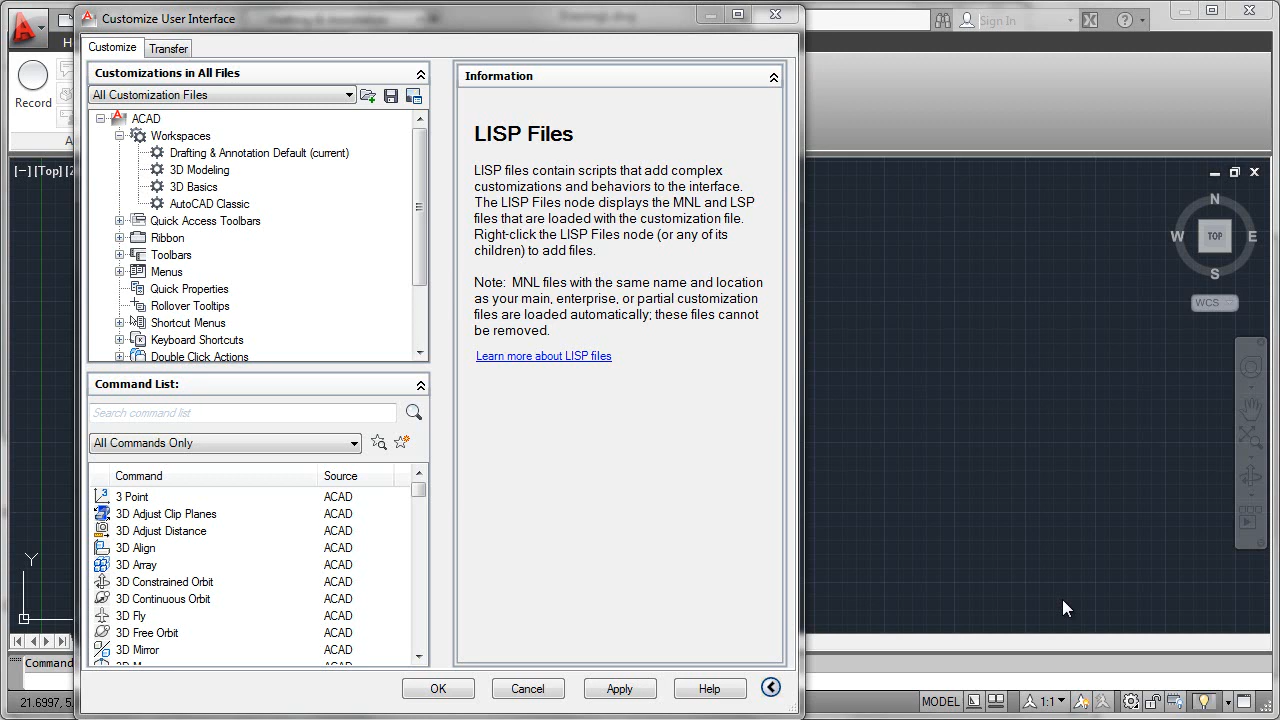 Customize User Interface
Sign In
Customize
Transfer
Customizations in All Files
All Customization Files
ACAD
Workspaces
Drafting & Annotation Default (current)
3D Modeling
3D Basics
AutoCAD Classic
Quick Access Toolbars
Ribbon
Toolbars
Menus
Quick Properties
Rollover Tooltips
Shortcut Menus
Keyboard Shortcuts
Double Click Actions
Command List:
Search command list
All Commands Only
Command Source
3 Point ACAD
3D Adjust Clip Planes ACAD
3D Adjust Distance ACAD
3D Align ACAD
3D Array ACAD
3D Constrained Orbit ACAD
3D Continuous Orbit ACAD
3D Fly ACAD
3D Free Orbit ACAD
3D Mirror ACAD
Information
LISP Files
LISP files contain scripts that add complex
customizations and behaviors to the interface.
The LISP Files node displays the MNL and LSP
files that are loaded with the customization file.
Right-click the LISP Files node (or any of its
children) to add files.
Note: MNL files with the same name and location
as your main, enterprise, or partial customization
files are loaded automatically; these files cannot
be removed.
Learn more about LISP files
OK
Cancel
Apply
Help
Record
[−][Top]
N
W TOP E
S
WCS
Y
Command
21.6997, 5
MODEL
1:1